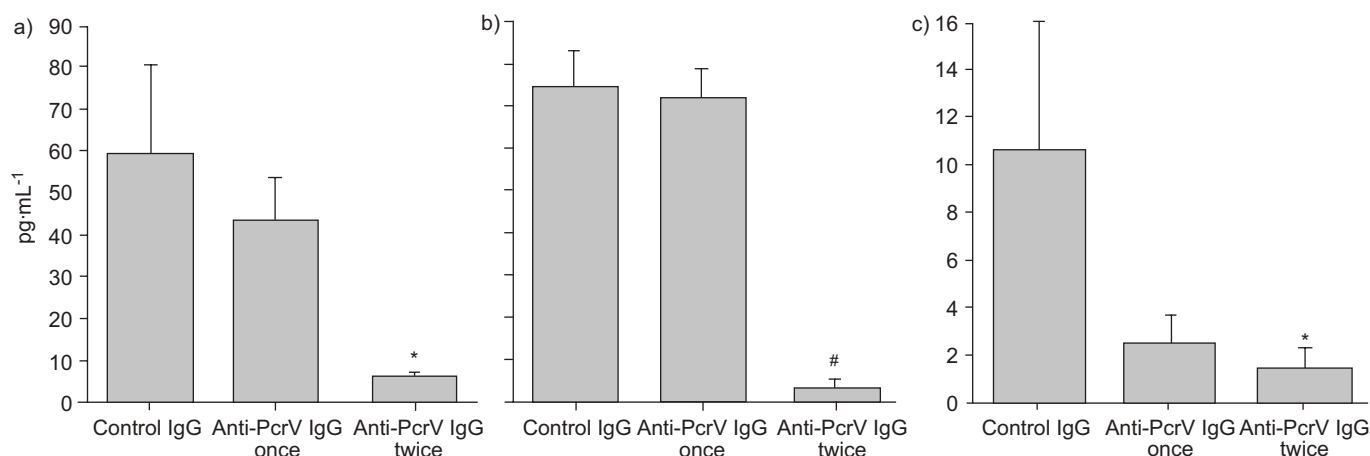 a)
90
80
70
60
50
40
30
20
10
0
pg·mL-1
Control IgG
Anti-PcrV IgG
once
Anti-PcrV IgG
twice
*
b)
Control IgG
Anti-PcrV IgG
once
Anti-PcrV IgG
twice
#
c)
16
14
12
10
8
6
4
2
0
Control IgG
Anti-PcrV IgG
once
Anti-PcrV IgG
twice
*